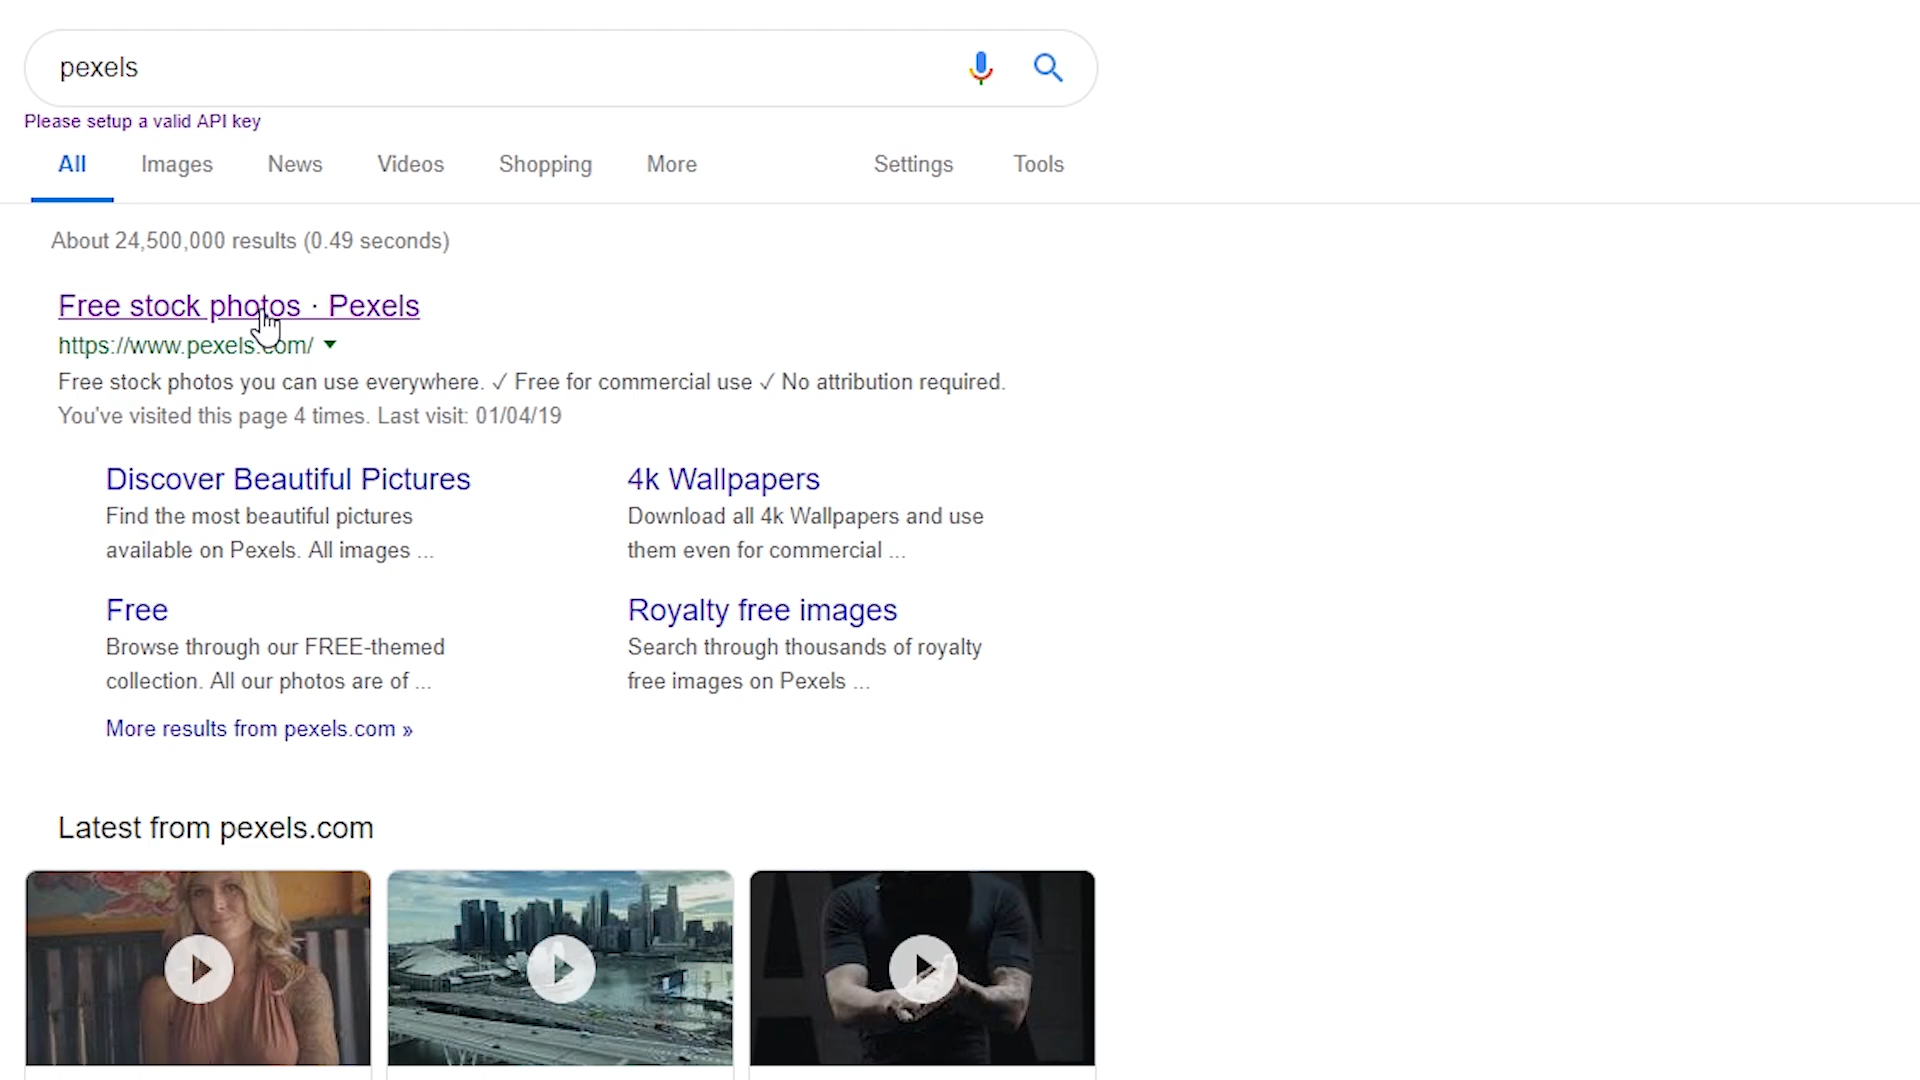 pexels
Please setup a valid API key
All Images News Videos Shopping More Settings Tools
About 24,500,000 results (0.49 seconds)
Free stock photos · Pexels
https://www.pexels.com/
Free stock photos you can use everywhere. ✓ Free for commercial use ✓ No attribution required.
You've visited this page 4 times. Last visit: 01/04/19
Discover Beautiful Pictures
Find the most beautiful pictures
available on Pexels. All images ...
4k Wallpapers
Download all 4k Wallpapers and use
them even for commercial ...
Free
Browse through our FREE-themed
collection. All our photos are of ...
Royalty free images
Search through thousands of royalty
free images on Pexels ...
More results from pexels.com »
Latest from pexels.com